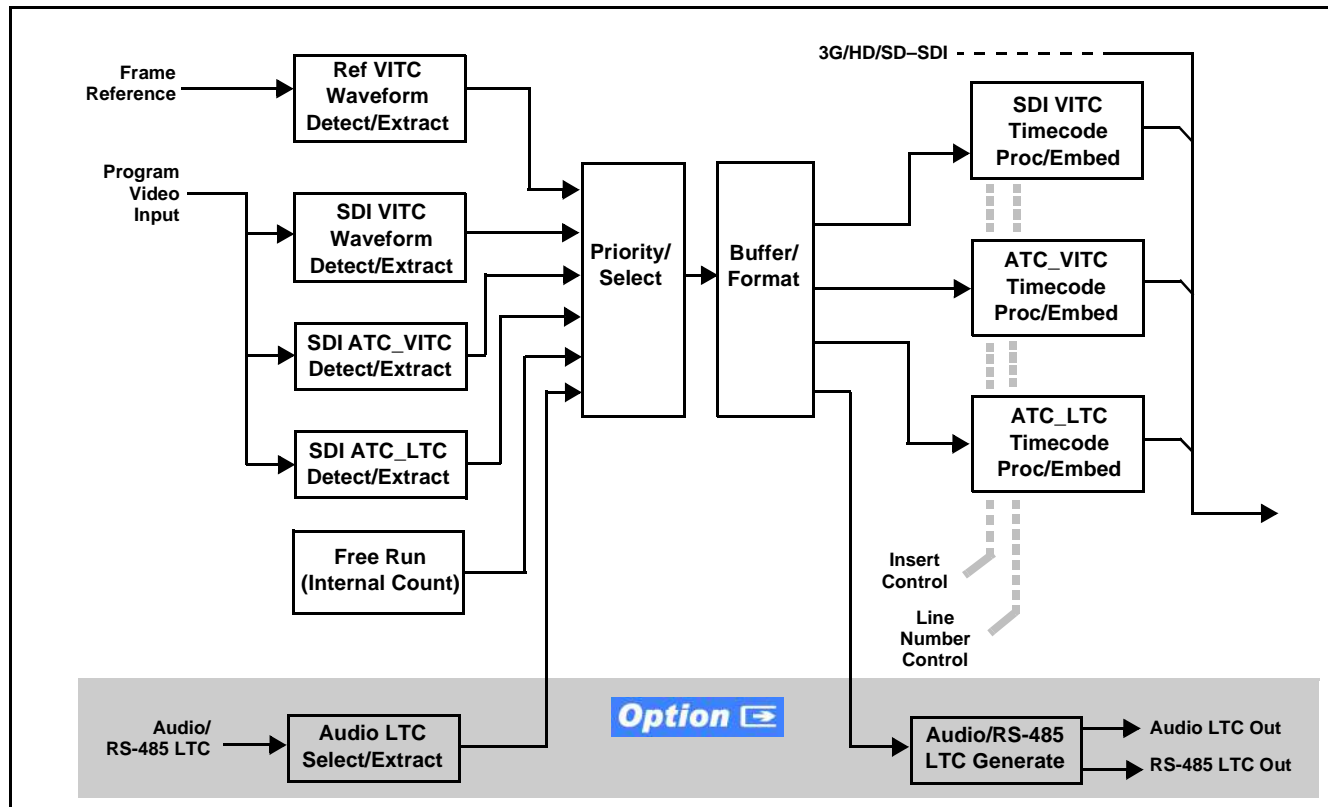 Frame
Reference
Ref VITC
Waveform
Detect/Extract
Program
Video
Input
SDI VITC
Waveform
Detect/Extract
SDI ATC_VITC
Detect/Extract
SDI ATC_LTC
Detect/Extract
Free Run
(Internal Count)
Priority/
Select
Buffer/
Format
3G/HD/SD–SDI
SDI VITC
Timecode
Proc/Embed
ATC_VITC
Timecode
Proc/Embed
ATC_LTC
Timecode
Proc/Embed
Insert
Control
Line
Number
Control
Option
Audio/
RS-485 LTC
Audio LTC
Select/Extract
Audio/RS-485
LTC Generate
Audio LTC Out
RS-485 LTC Out